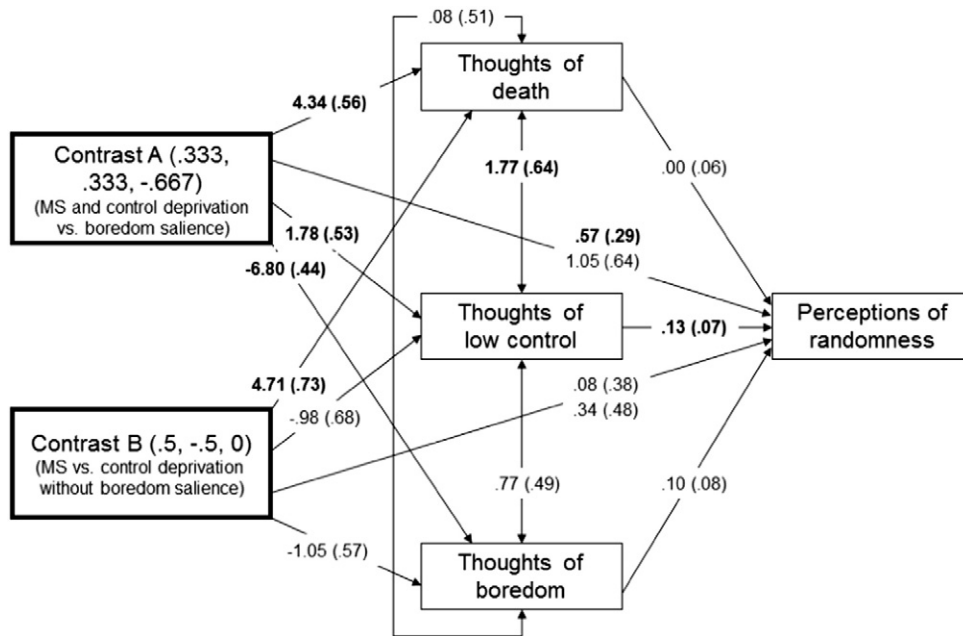 .08 (.51)
Thoughts of
death
4.34 (.56)
Contrast A (.333,
.333, -.667)
(MS and control deprivation
vs. boredom salience)
1.77 (.64)
.00 (.06)
1.78 (.53)
-6.80 (.44)
.57 (.29)
1.05 (.64)
Thoughts of
low control
.13 (.07)
Perceptions of
randomness
4.71 (.73)
-.98 (.68)
.08 (.38)
.34 (.48)
Contrast B (.5, -.5, 0)
(MS vs. control deprivation
without boredom salience)
.77 (.49)
.10 (.08)
-1.05 (.57)
Thoughts of
boredom